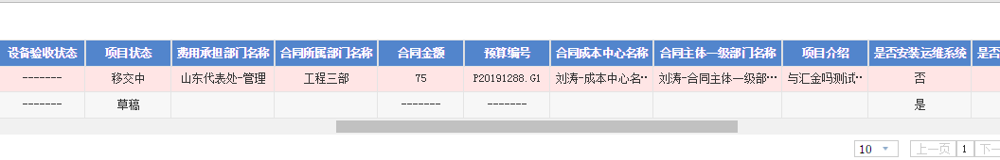 设备验收状态 项目状态 费用承担部门名称 合同所属部门名称 合同金额 预算编号 合同成本中心名称 合同主体一级部门名称 项目介绍 是否安装运维系统 是否
------- 移交中 山东代表处-管理 工程三部 75 P20191288.G1 刘涛-成本中心名··· 刘涛-合同主体一级部··· 与汇金吗测试··· 否
------- 草稿 ------- ------- 是
10 上一页 1 下一